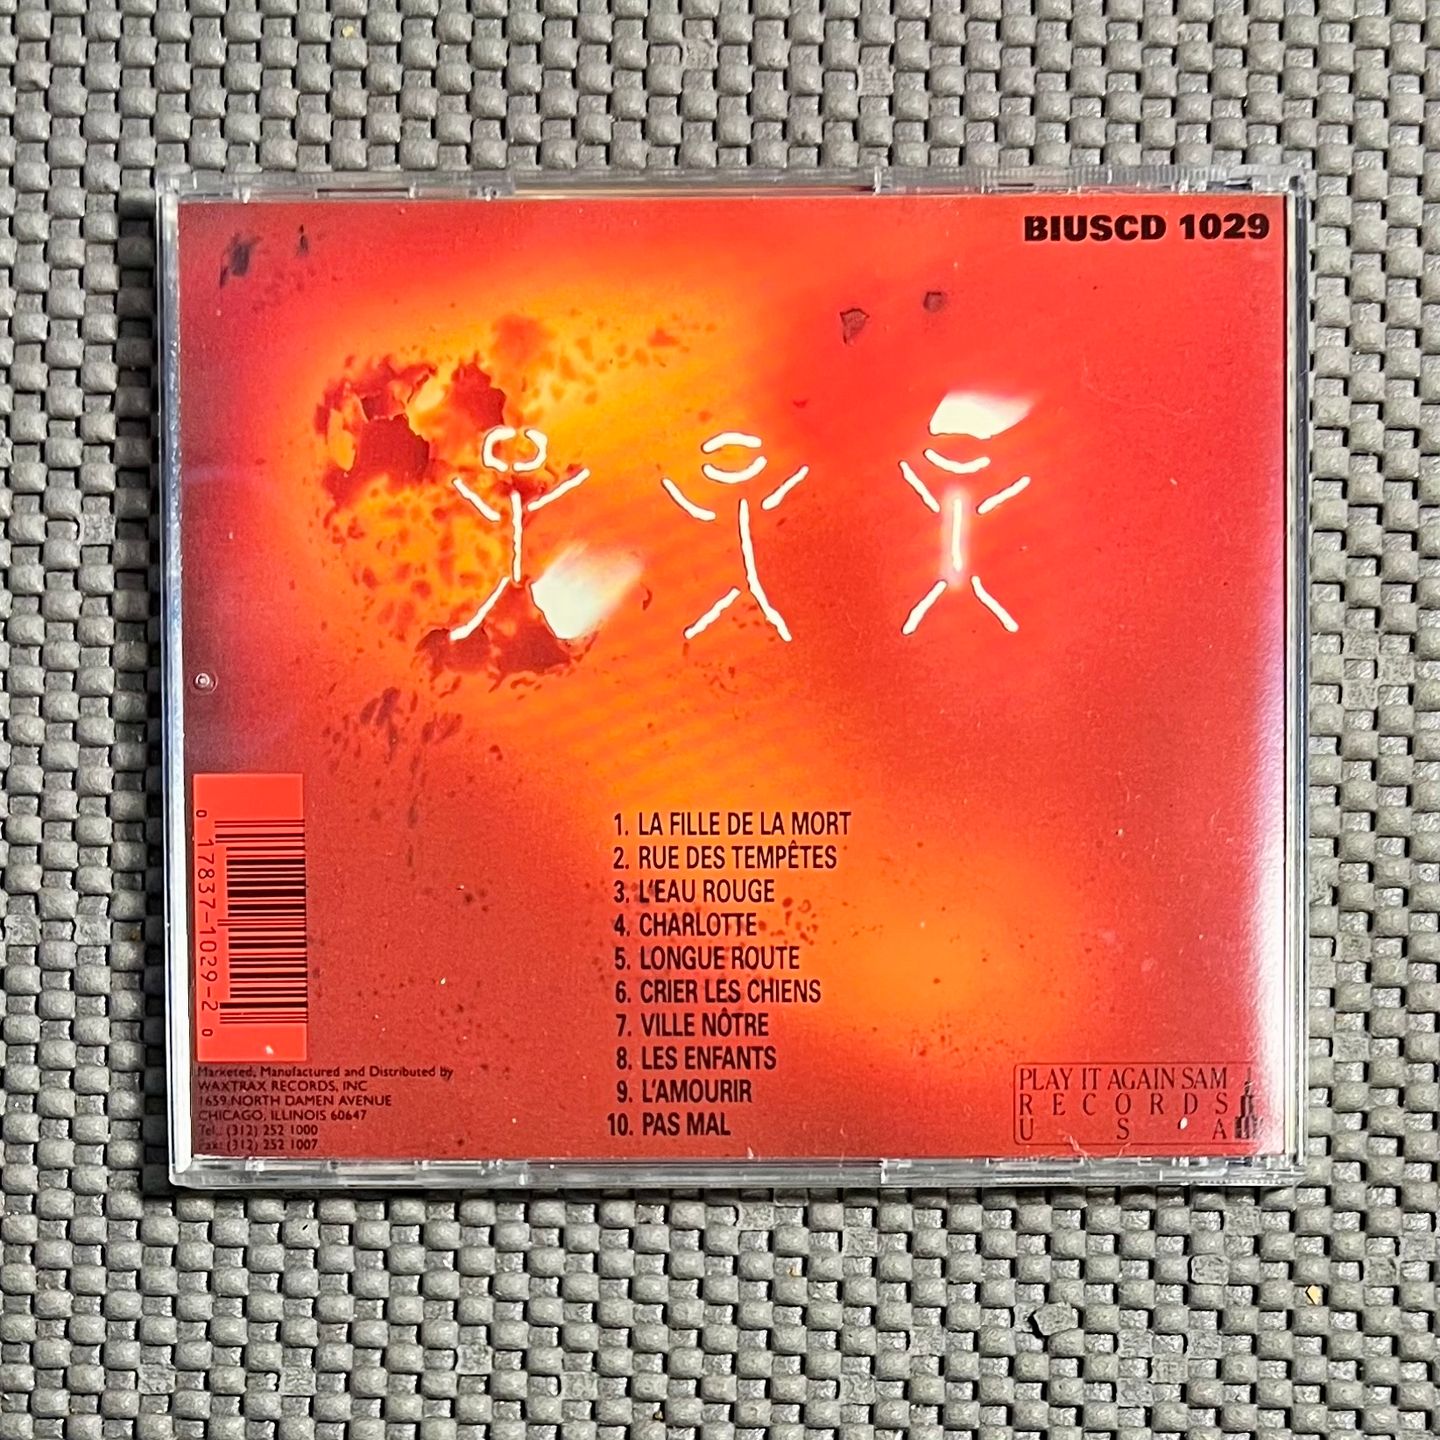 BIUSCD 1029
1. LA FILLE DE LA MORT
2. RUE DES TEMPÊTES
3. L'EAU ROUGE
4. CHARLOTTE
5. LONGUE ROUTE
6. CRIER LES CHIENS
7. VILLE NÔTRE
8. LES ENFANTS
9. L'AMOURIR
10. PAS MAL
0 17837-1029-2 0
Marketed, Manufactured and Distributed by
WAXTRAX RECORDS, INC
1659 NORTH DAMEN AVENUE
CHICAGO, ILLINOIS 60647
Tel.: (312) 252 1000
Fax: (312) 252 1007
PLAY IT AGAIN SAM
RECORDS
USA